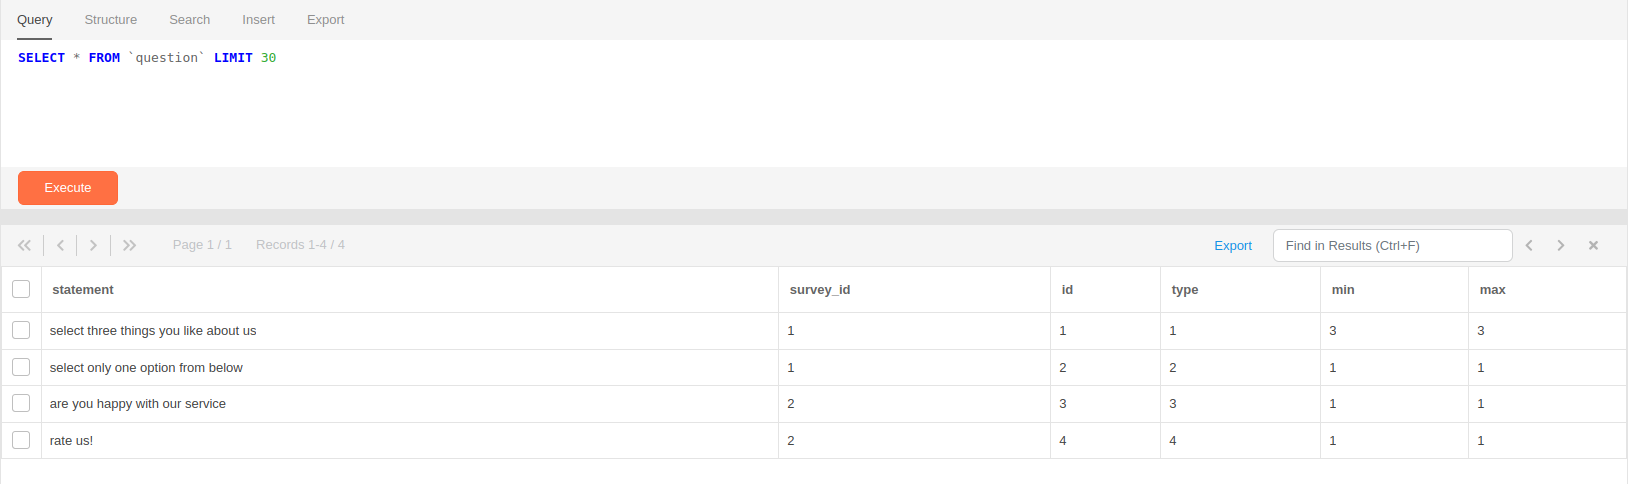 Query Structure Search Insert Export
SELECT * FROM `question` LIMIT 30
Execute
Page 1 / 1 Records 1-4 / 4 Export Find in Results (Ctrl+F)
statement survey_id id type min max
select three things you like about us 1 1 1 3 3
select only one option from below 1 2 2 1 1
are you happy with our service 2 3 3 1 1
rate us! 2 4 4 1 1